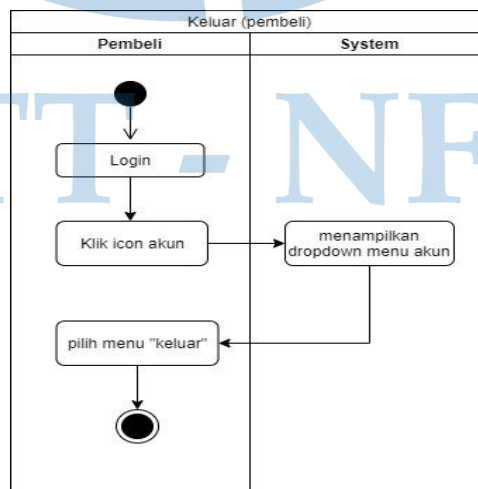 Keluar (pembeli)
Pembeli
System
Login
Klik icon akun
menampilkan
dropdown menu akun
pilih menu "keluar"